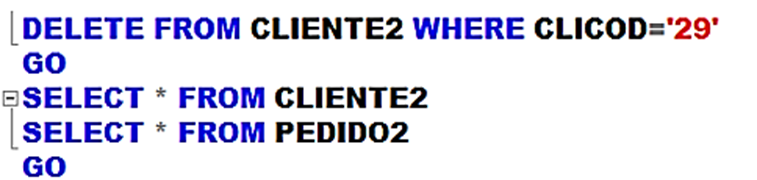 DELETE FROM CLIENTE2 WHERE CLICOD='29'
GO
SELECT * FROM CLIENTE2
SELECT * FROM PEDIDO2
GO